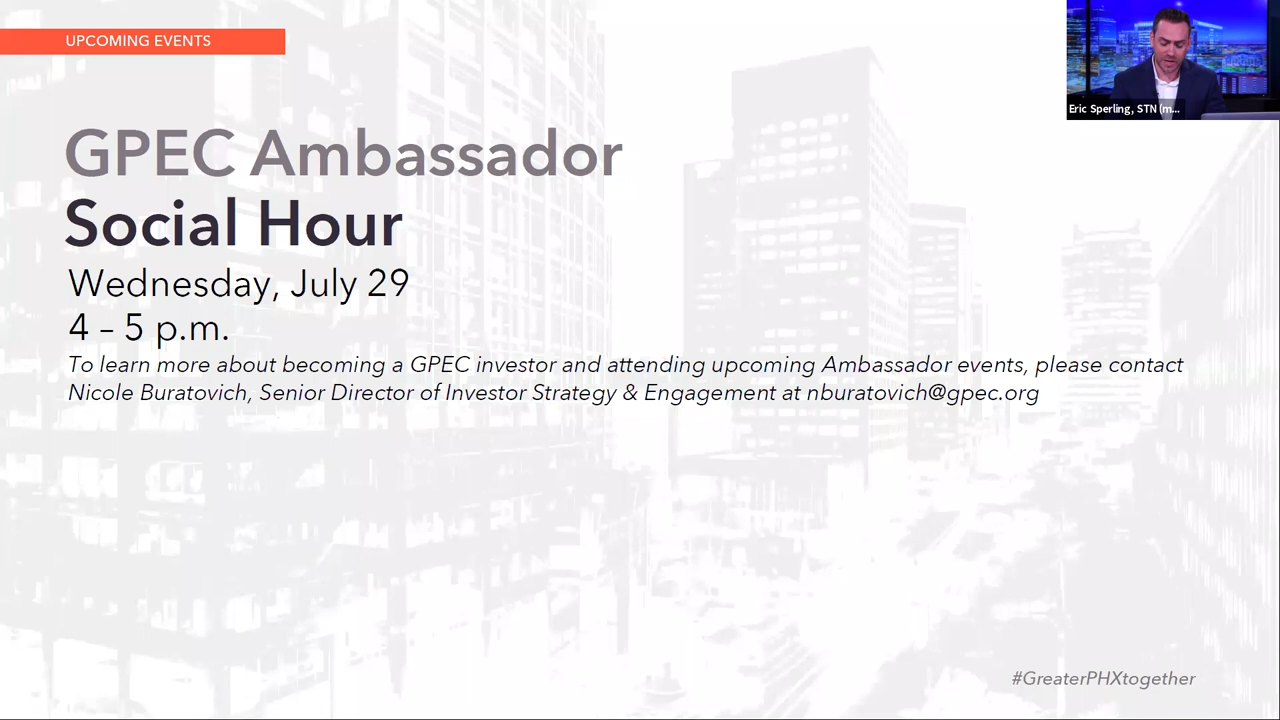 UPCOMING EVENTS
GPEC Ambassador
Social Hour
Wednesday, July 29
4 – 5 p.m.
To learn more about becoming a GPEC investor and attending upcoming Ambassador events, please contact
Nicole Buratovich, Senior Director of Investor Strategy & Engagement at nburatovich@gpec.org
Eric Sperling, STN (m...
#GreaterPHXtogether